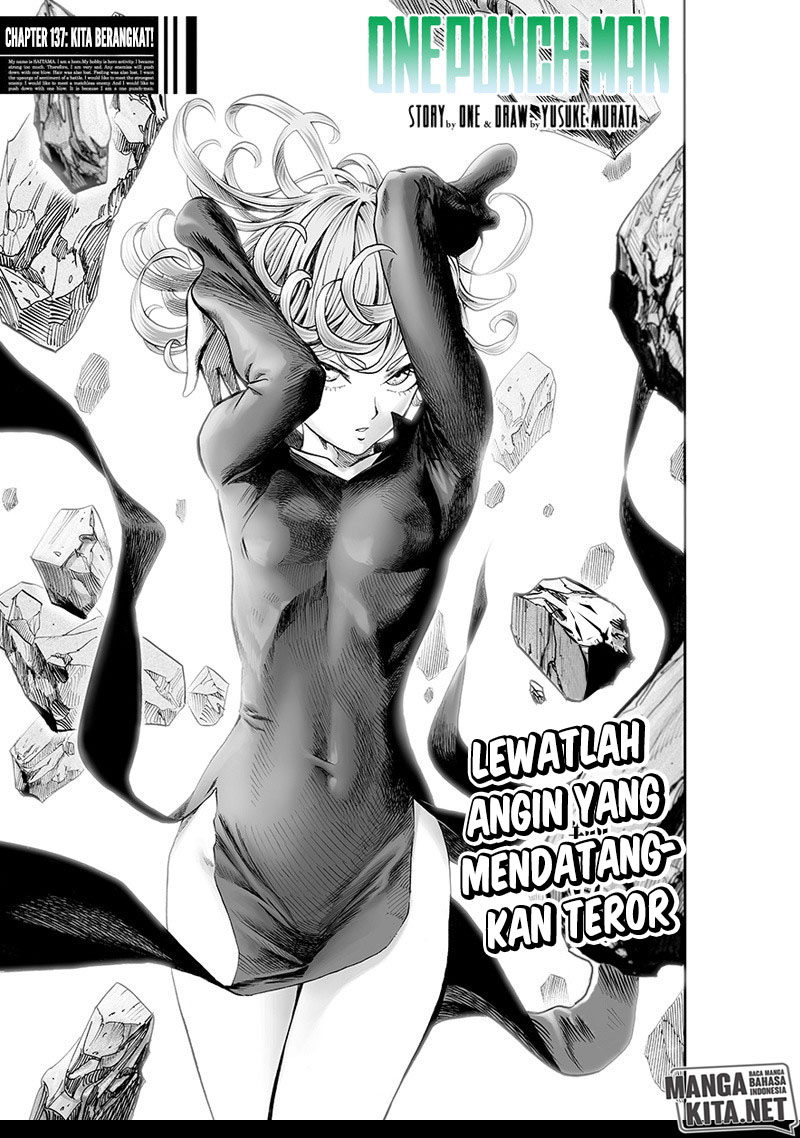 CHAPTER 137: KITA BERANGKAT!
My name is SAITAMA. I am a hero.My hobby is hero activity. I became
strong too much. Therefore, I am very sad. Any enemies will push
down with one blow. Hair was also lost. Feeling was also lost. I want
the upsurge of sentiment of a battle. I would like to meet the strongest
enemy. I would like to meet a matchless enemy. And I would like to
push down with one blow. It is because I am a one punch-man.
ONEPUNCH-MAN
STORY by ONE & DRAW by YUSUKE MURATA
LEWATLAH
ANGIN YANG
MENDATANG-
KAN TEROR
MANGA
KITA.NET
BACA MANGA
BAHASA
INDONESIA